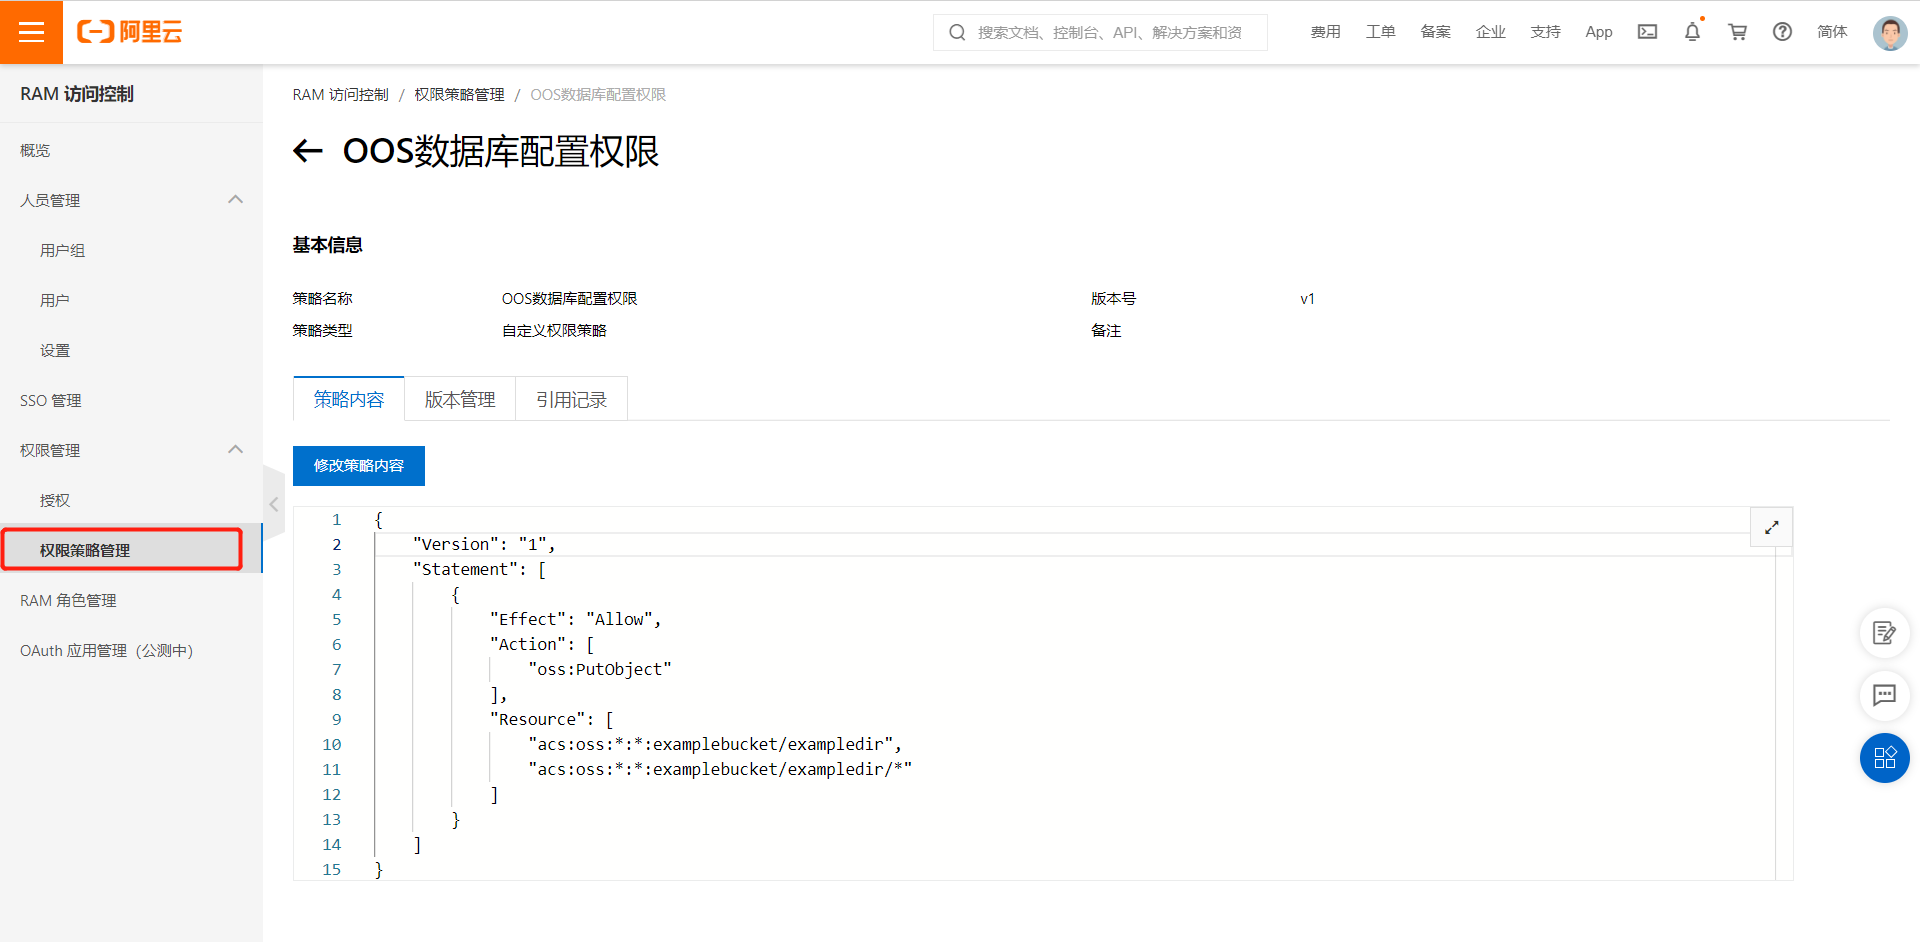 阿里云
搜索文档、控制台、API、解决方案和资
费用
工单
备案
企业
支持
App
简体
RAM 访问控制
概览
人员管理
用户组
用户
设置
SSO 管理
权限管理
授权
权限策略管理
RAM 角色管理
OAuth 应用管理（公测中）
RAM 访问控制 / 权限策略管理 / OOS数据库配置权限
OOS数据库配置权限
基本信息
策略名称 OOS数据库配置权限 版本号 v1
策略类型 自定义权限策略 备注
策略内容 版本管理 引用记录
修改策略内容
1 {
2 "Version": "1",
3 "Statement": [
4 {
5 "Effect": "Allow",
6 "Action": [
7 "oss:PutObject"
8 ],
9 "Resource": [
10 "acs:oss:*:*:examplebucket/exampledir",
11 "acs:oss:*:*:examplebucket/exampledir/*"
12 ]
13 }
14 ]
15 }